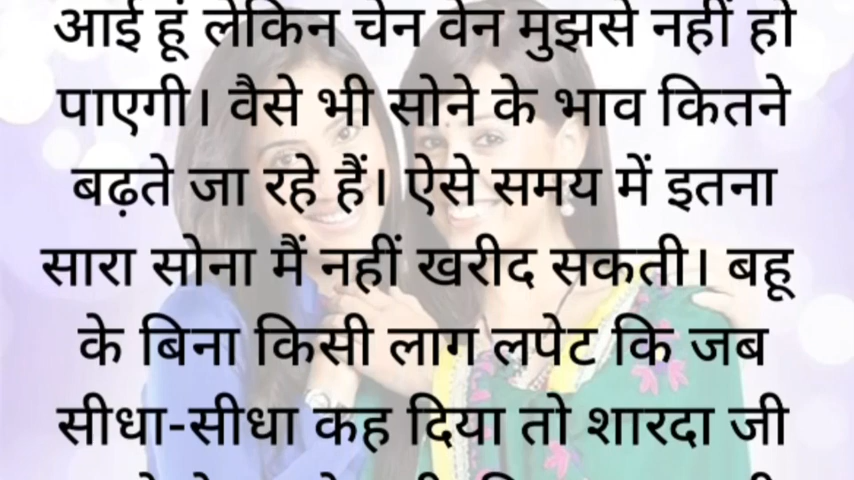 आई हूं लेकिन चेन वेन मुझसे नहीं हो
पाएगी। वैसे भी सोने के भाव कितने
बढ़ते जा रहे हैं। ऐसे समय में इतना
सारा सोना मैं नहीं खरीद सकती। बहू
के बिना किसी लाग लपेट कि जब
सीधा-सीधा कह दिया तो शारदा जी